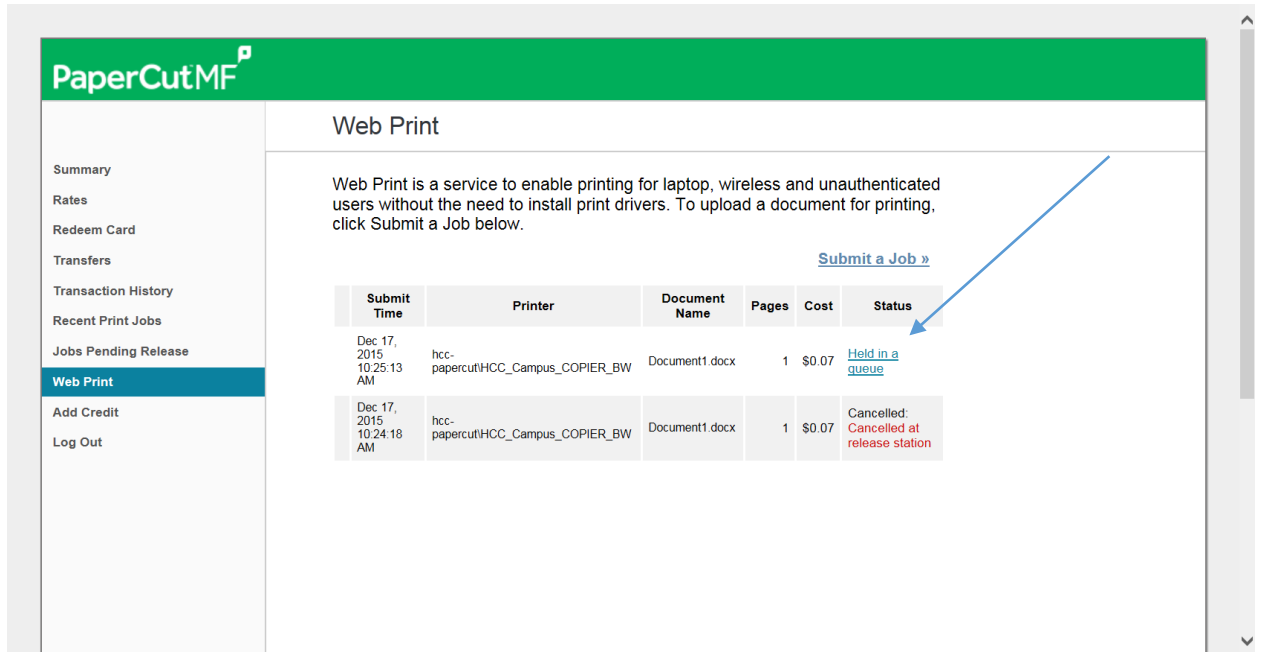 PaperCutMF
Web Print
Summary
Rates
Redeem Card
Transfers
Transaction History
Recent Print Jobs
Jobs Pending Release
Web Print
Add Credit
Log Out
Web Print is a service to enable printing for laptop, wireless and unauthenticated
users without the need to install print drivers. To upload a document for printing,
click Submit a Job below.
Submit a Job »
Submit
Time
Printer
Document
Name
Pages
Cost
Status
Dec 17,
2015
10:25:13
AM
hcc-
papercut\HCC_Campus_COPIER_BW
Document1.docx
1
$0.07
Held in a
queue
Dec 17,
2015
10:24:18
AM
hcc-
papercut\HCC_Campus_COPIER_BW
Document1.docx
1
$0.07
Cancelled:
Cancelled at
release station